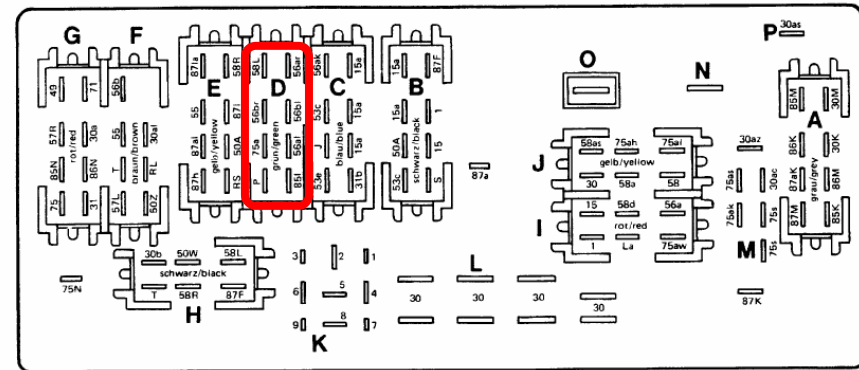 G F
49 71 56b
57R 30a 55 30al
85N 86N T RL
75 31 57L 50Z
rot/red
braun/brown
E D C B
87la 58R 58L 56ar 56ak 15a 15a 87F
55 87l 56br 56bl 53c 15a 15a 1
87al 50A 75a 56al J 15a 50A 15
87h RS P 85l 53e 31b 53c S
gelb/yellow
grun/green
blau/blue
schwarz/black
87a
O N
P 30as
A
85M 30M
86K 30K
87aK 86M
87M 85K
grau/grey
J
58as 75ah 75al
gelb/yellow
30 58a 58
I
15 58d 56a
rot/red
1 La 75aw
30az
75as 30ac
75ak 75s
M 75s
87K
75N
30b 50W 58L
schwarz/black
T 58R 87F
H
3 2 1
6 5 4
9 8 7
K
L
30 30 30 30 30